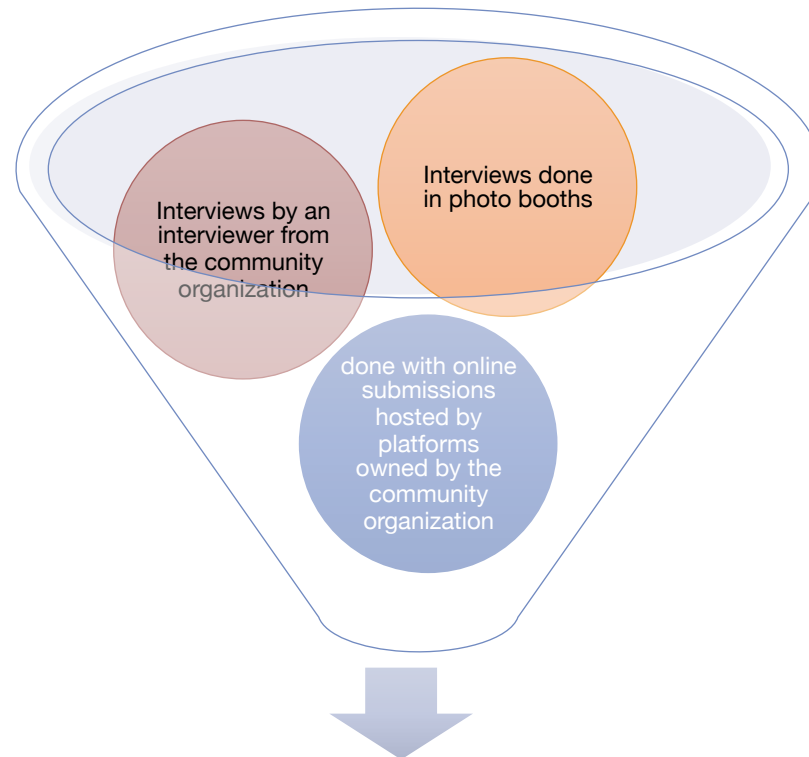 Interviews done
in photo booths
Interviews by an
interviewer from
the community
organization
done with online
submissions
hosted by
platforms
owned by the
community
organization